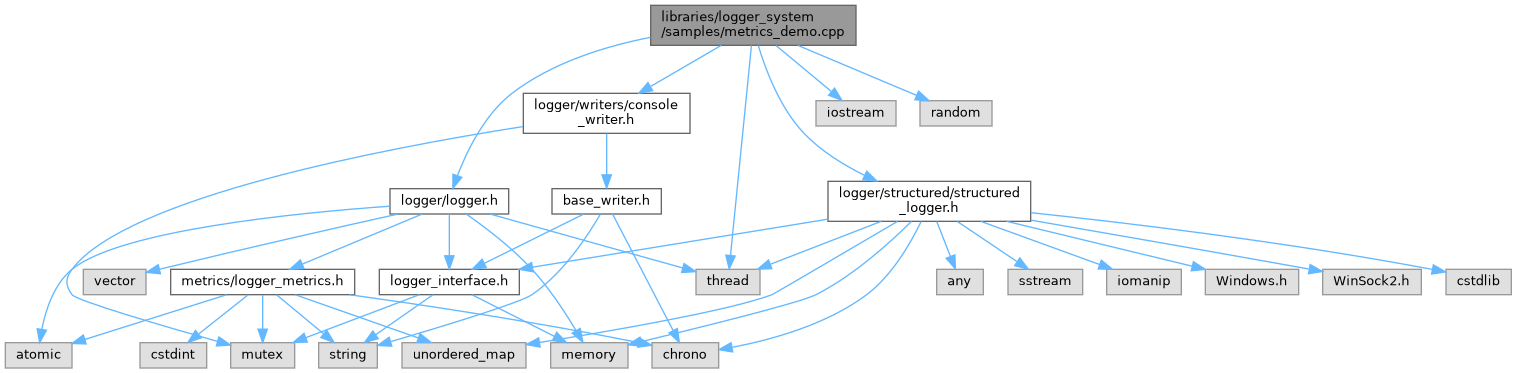 libraries/logger_system
/samples/metrics_demo.cpp
logger/writers/console
_writer.h
iostream
random
logger/logger.h
base_writer.h
logger/structured/structured
_logger.h
vector
metrics/logger_metrics.h
logger_interface.h
thread
any
sstream
iomanip
Windows.h
WinSock2.h
cstdlib
atomic
cstdint
mutex
string
unordered_map
memory
chrono